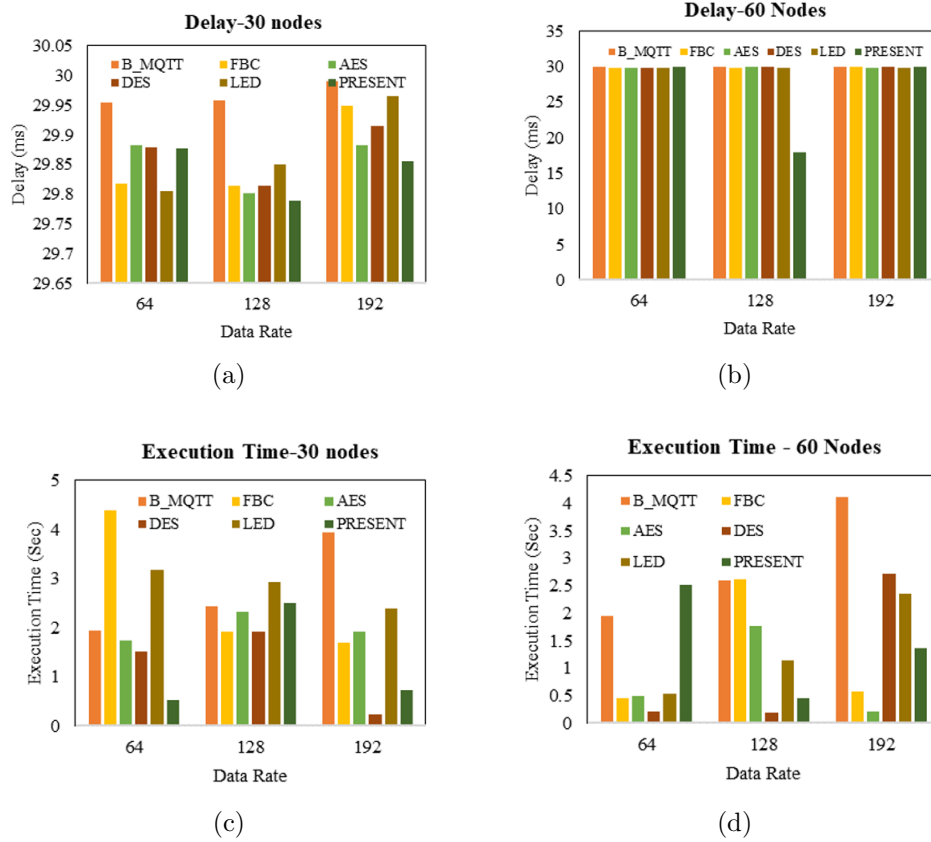 Delay-30 nodes
30.05
30
29.95
29.9
29.85
29.8
29.75
29.7
29.65
Delay (ms)
B_MQTT FBC AES
DES LED PRESENT
64 128 192
Data Rate
(a)
Delay-60 Nodes
35
30
25
20
15
10
5
0
Delay (ms)
B_MQTT FBC AES DES LED PRESENT
64 128 192
Data Rate
(b)
Execution Time-30 nodes
5
4
3
2
1
0
Execution Time (Sec)
B_MQTT FBC AES
DES LED PRESENT
64 128 192
Data Rate
(c)
Execution Time - 60 Nodes
4.5
4
3.5
3
2.5
2
1.5
1
0.5
0
Execution Time (Sec)
B_MQTT FBC
AES DES
LED PRESENT
64 128 192
Data Rate
(d)